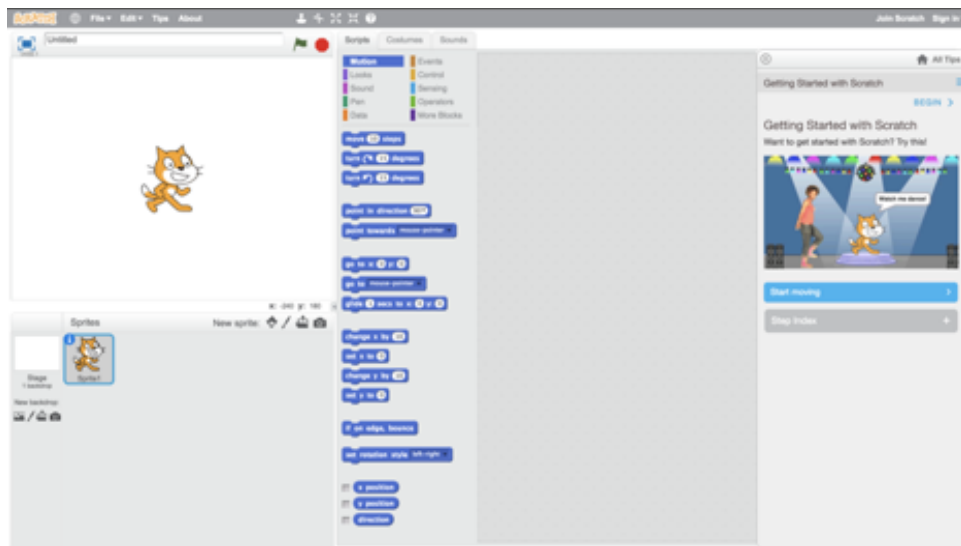 SCRATCH File Edit Tips About Join Scratch Sign in
Untitled
Scripts Costumes Sounds
All Tips
Motion Events
Looks Control
Sound Sensing
Pen Operators
Data More Blocks
Getting Started with Scratch
BEGIN >
Getting Started with Scratch
Want to get started with Scratch? Try this!
Watch me dance!
move 10 steps
turn 15 degrees
turn 15 degrees
point in direction
point towards mouse-pointer
go to x: 0 y: 0
go to mouse-pointer
glide 1 secs to x: 0 y: 0
change x by 10
set x to 0
change y by 10
set y to 0
if on edge, bounce
set rotation style left-right
x position
y position
direction
Start moving >
Step Index +
x: -240 y: 180
Sprites New sprite:
Stage
1 backdrop
Sprite1
New backdrop: